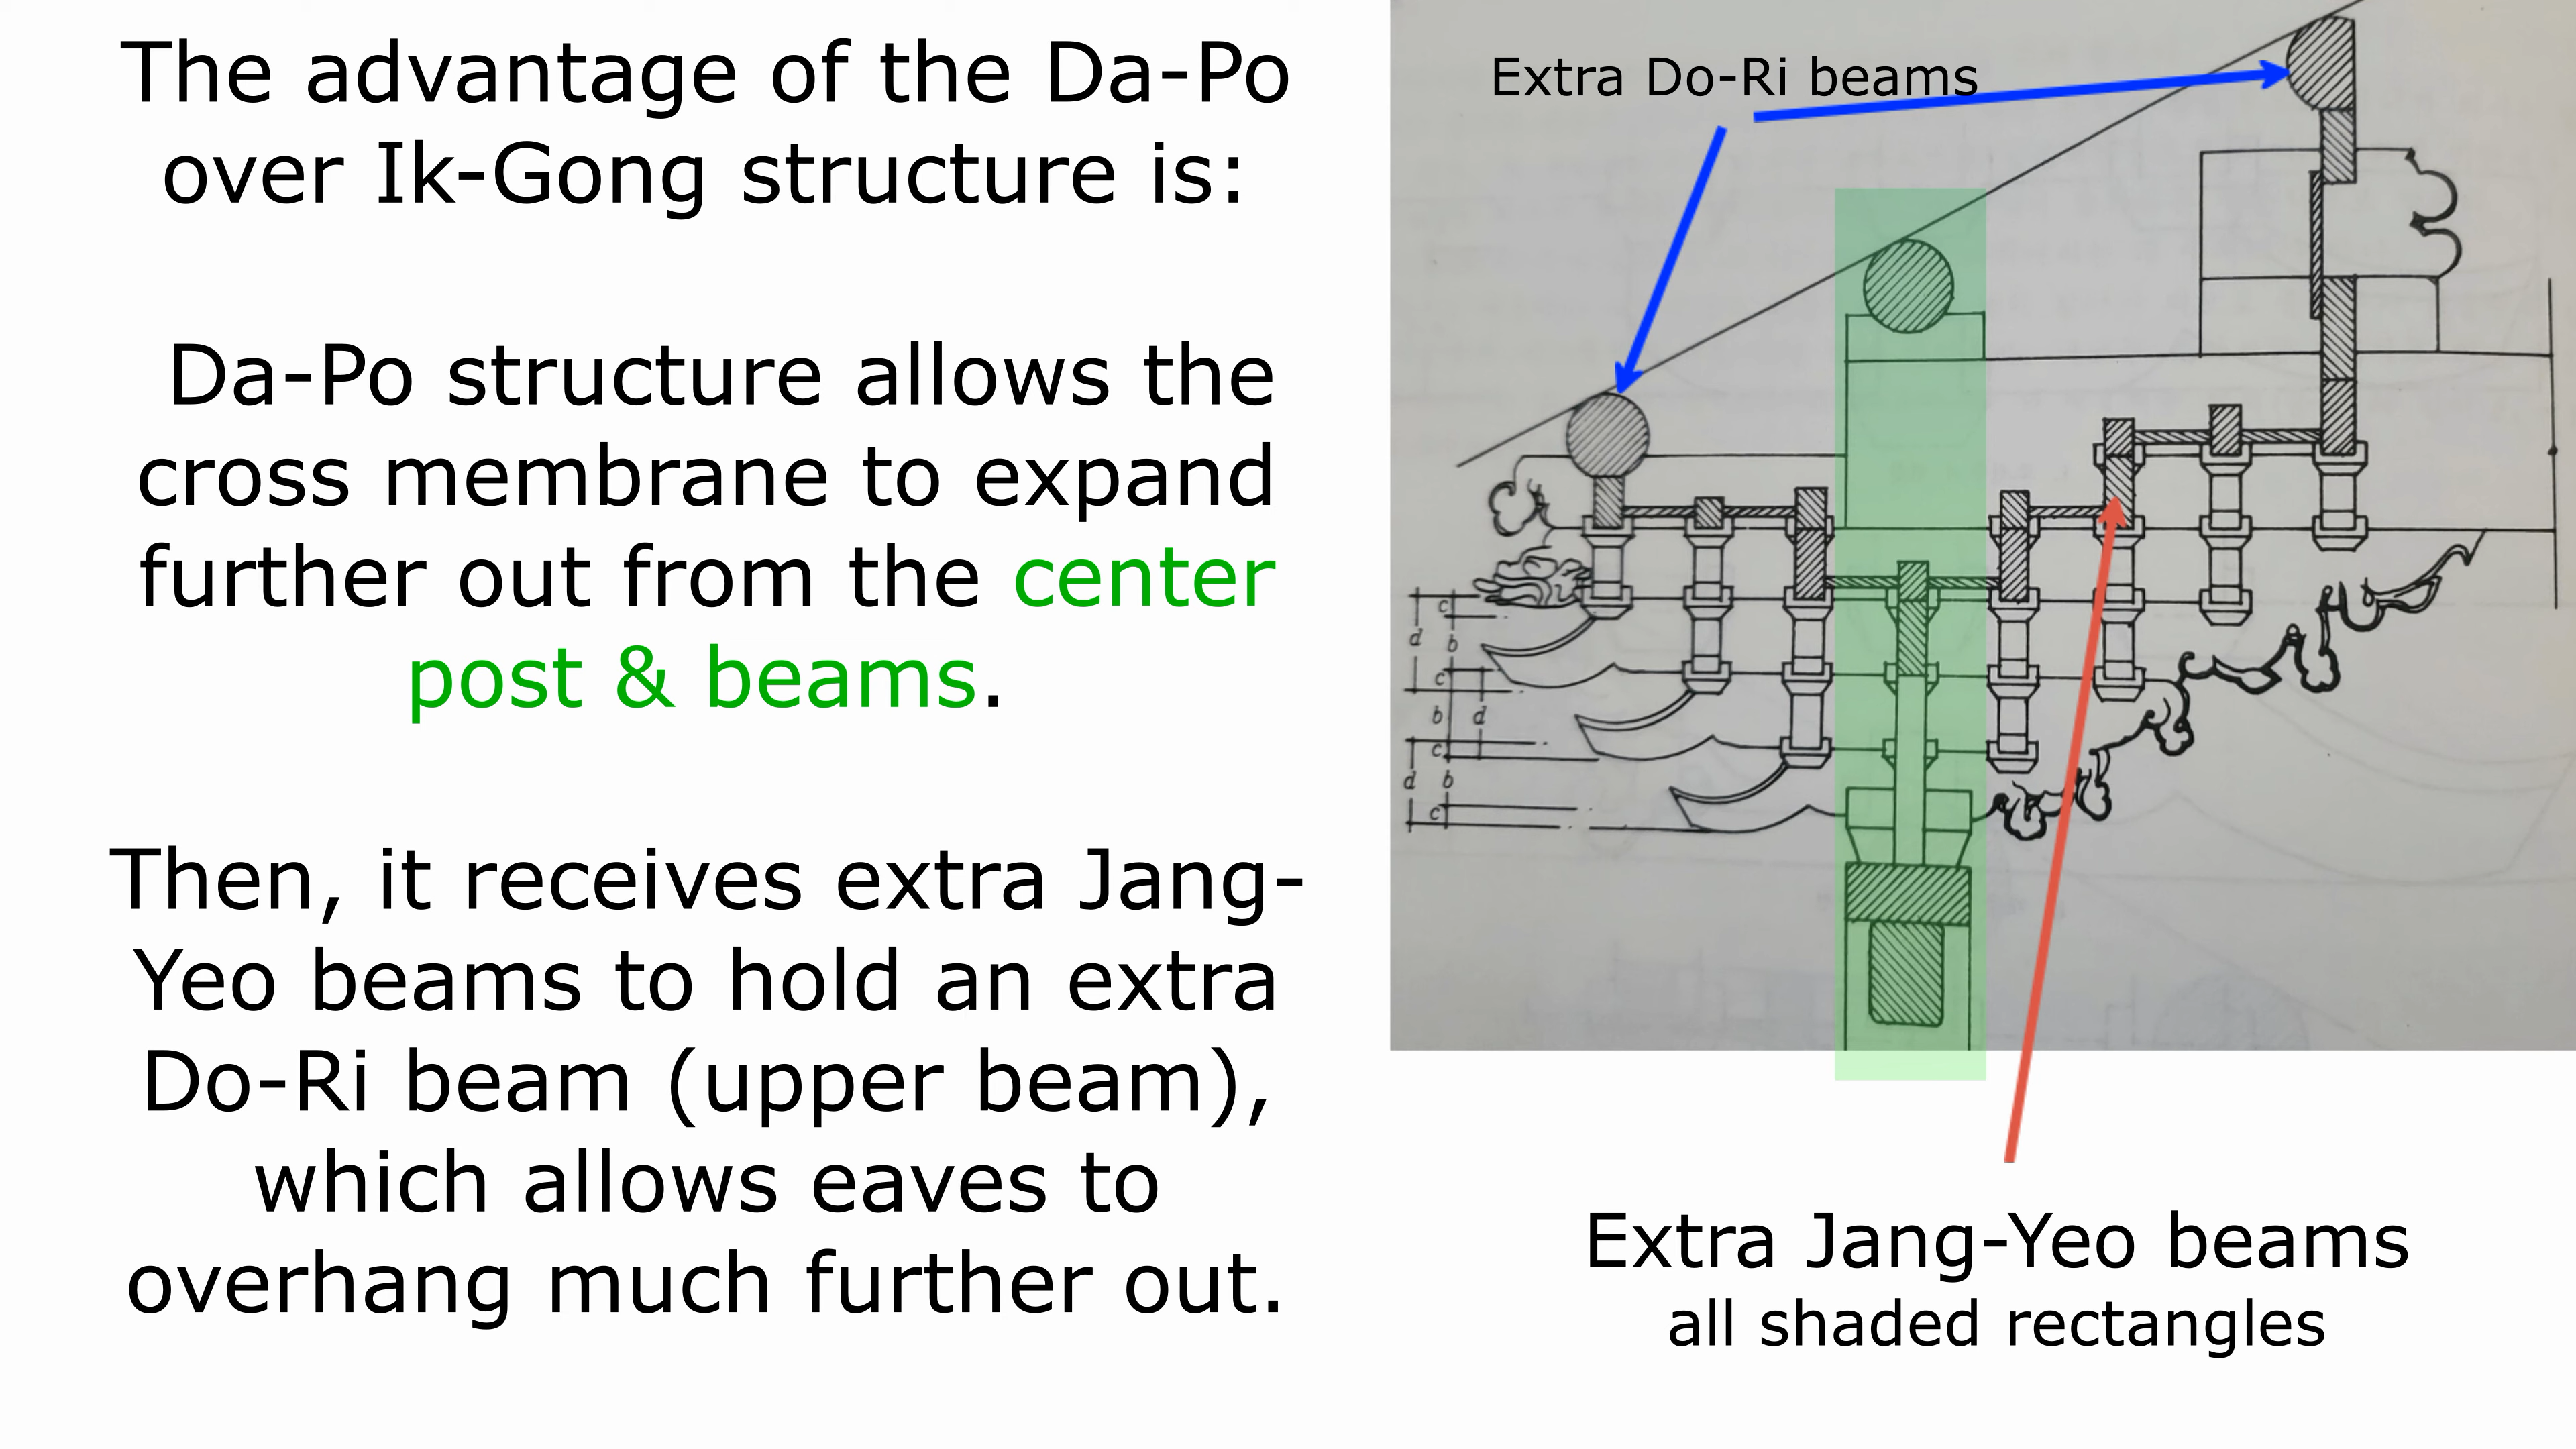 The advantage of the Da-Po
over Ik-Gong structure is:
Da-Po structure allows the
cross membrane to expand
further out from the center
post & beams.
Then, it receives extra Jang-
Yeo beams to hold an extra
Do-Ri beam (upper beam),
which allows eaves to
overhang much further out.
Extra Do-Ri beams
c
d b
c
b d
c
d b
c
Extra Jang-Yeo beams
all shaded rectangles